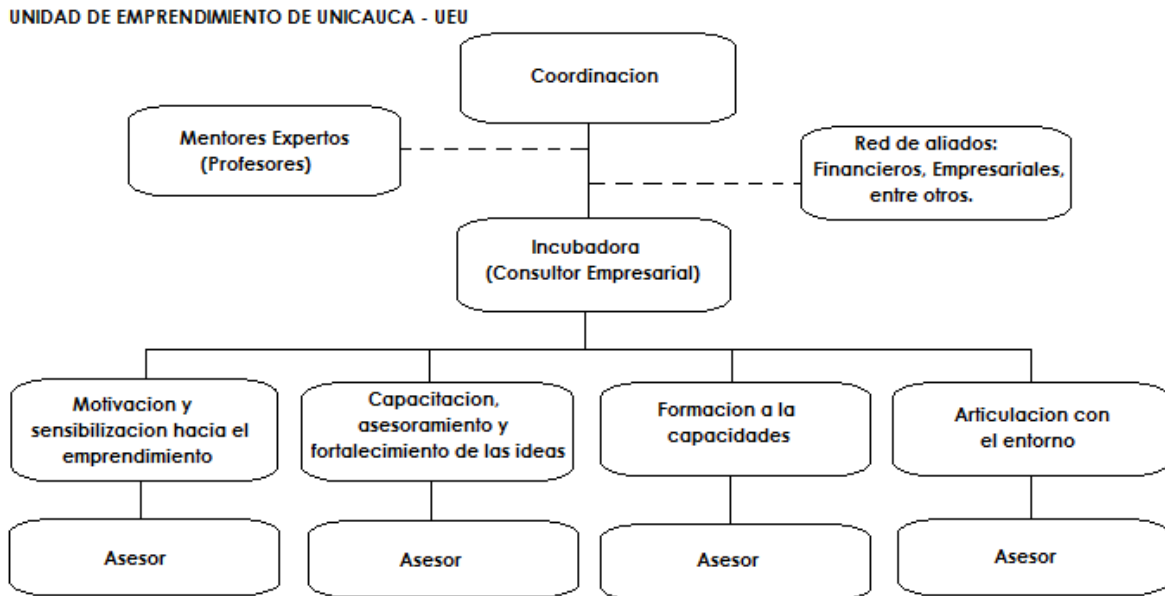 UNIDAD DE EMPRENDIMIENTO DE UNICAUCA - UEU
Coordinacion
Mentores Expertos
(Profesores)
Red de aliados:
Financieros, Empresariales,
entre otros.
Incubadora
(Consultor Empresarial)
Motivacion y
sensibilizacion hacia el
emprendimiento
Capacitacion,
asesoramiento y
fortalecimiento de las ideas
Formacion a la
capacidades
Articulacion con
el entorno
Asesor
Asesor
Asesor
Asesor